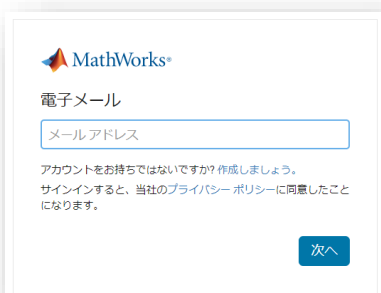 MathWorks®
電子メール
メール アドレス
アカウントをお持ちではないですか? 作成しましょう。
サインインすると、当社のプライバシー ポリシーに同意したこと
になります。
次へ